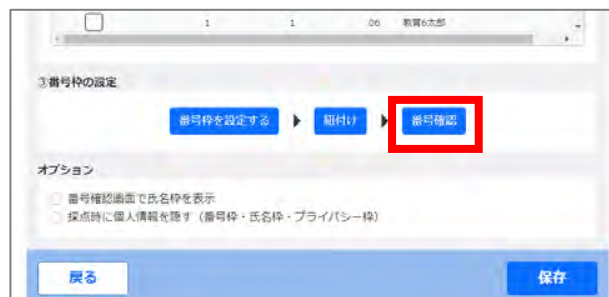 1 1 06 教質6太郎
③番号枠の設定
番号枠を設定する ▶ 紐付け ▶ 番号確認
オプション
番号確認画面で氏名枠を表示
採点時に個人情報を隠す（番号枠・氏名枠・プライバシー枠）
戻る 保存